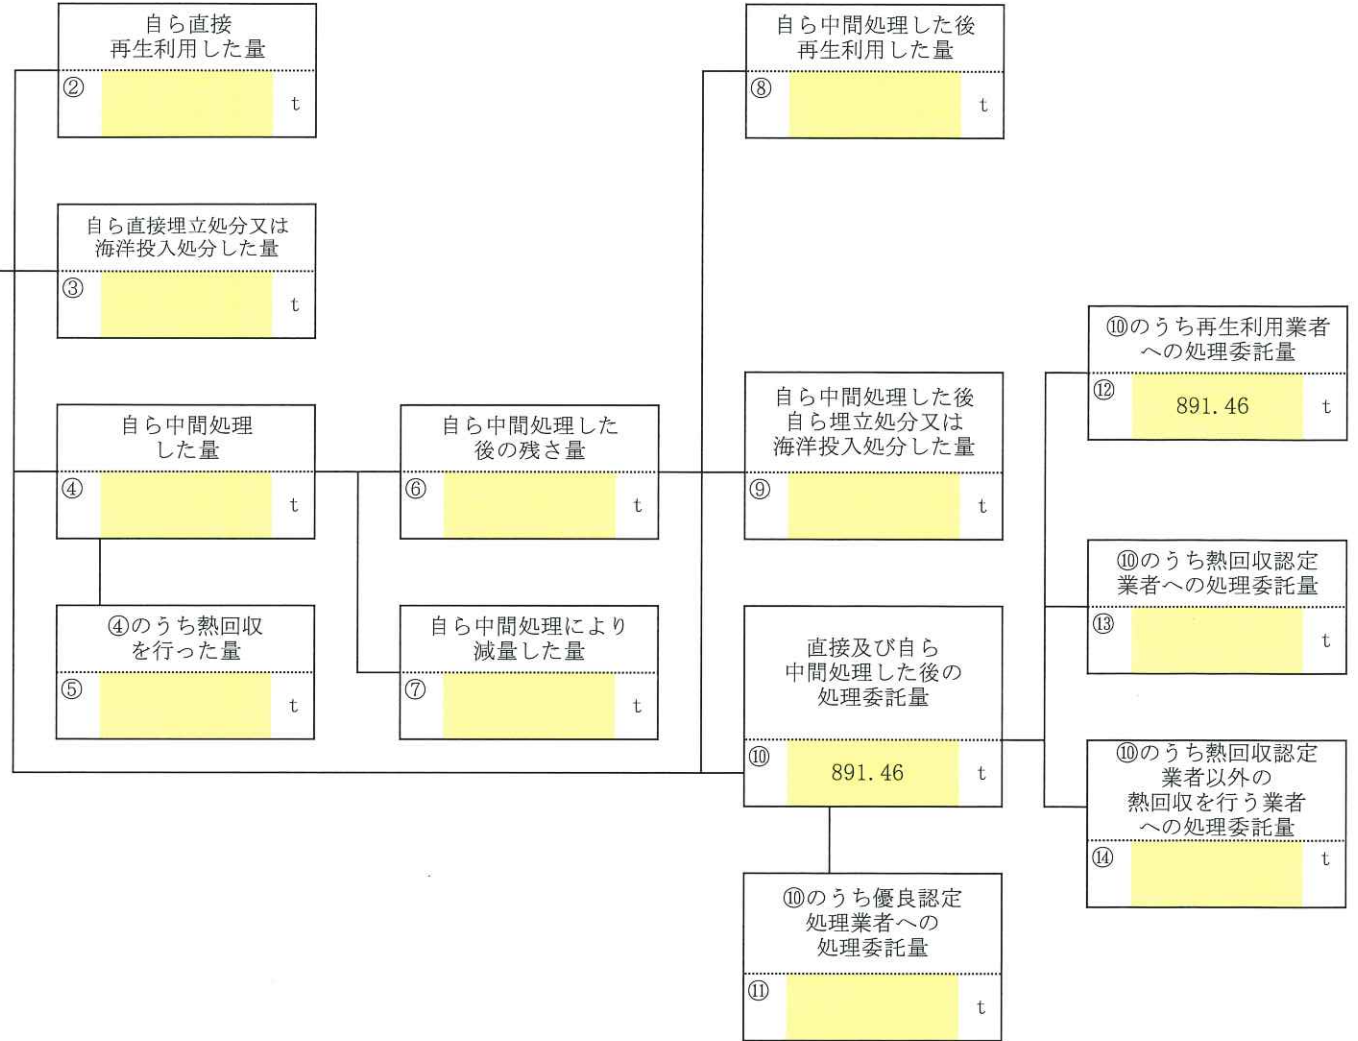 自ら直接
再生利用した量
② t
自ら中間処理した後
再生利用した量
⑧ t
自ら直接埋立処分又は
海洋投入処分した量
③ t
⑩のうち再生利用業者
への処理委託量
⑫ 891.46 t
自ら中間処理
した量
④ t
自ら中間処理した
後の残さ量
⑥ t
自ら中間処理した後
自ら埋立処分又は
海洋投入処分した量
⑨ t
⑩のうち熱回収認定
業者への処理委託量
⑬ t
④のうち熱回収
を行った量
⑤ t
自ら中間処理により
減量した量
⑦ t
直接及び自ら
中間処理した後の
処理委託量
⑩ 891.46 t
⑩のうち熱回収認定
業者以外の
熱回収を行う業者
への処理委託量
⑭ t
⑩のうち優良認定
処理業者への
処理委託量
⑪ t